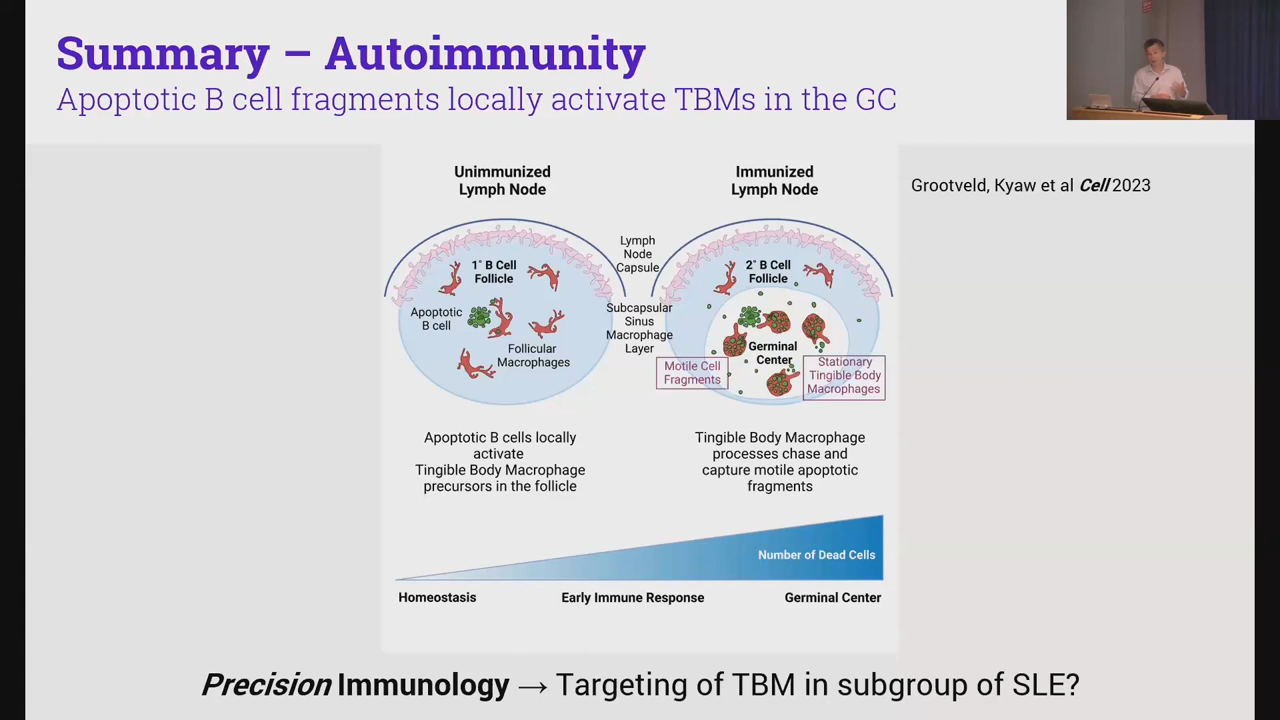 Summary – Autoimmunity
Apoptotic B cell fragments locally activate TBMs in the GC
Unimmunized
Lymph Node
Immunized
Lymph Node
Grootveld, Kyaw et al Cell 2023
Lymph
Node
Capsule
1° B Cell
Follicle
2° B Cell
Follicle
Apoptotic
B cell
Subcapsular
Sinus
Macrophage
Layer
Follicular
Macrophages
Germinal
Center
Motile Cell
Fragments
Stationary
Tingible Body
Macrophages
Apoptotic B cells locally
activate
Tingible Body Macrophage
precursors in the follicle
Tingible Body Macrophage
processes chase and
capture motile apoptotic
fragments
Number of Dead Cells
Homeostasis
Early Immune Response
Germinal Center
Precision Immunology → Targeting of TBM in subgroup of SLE?